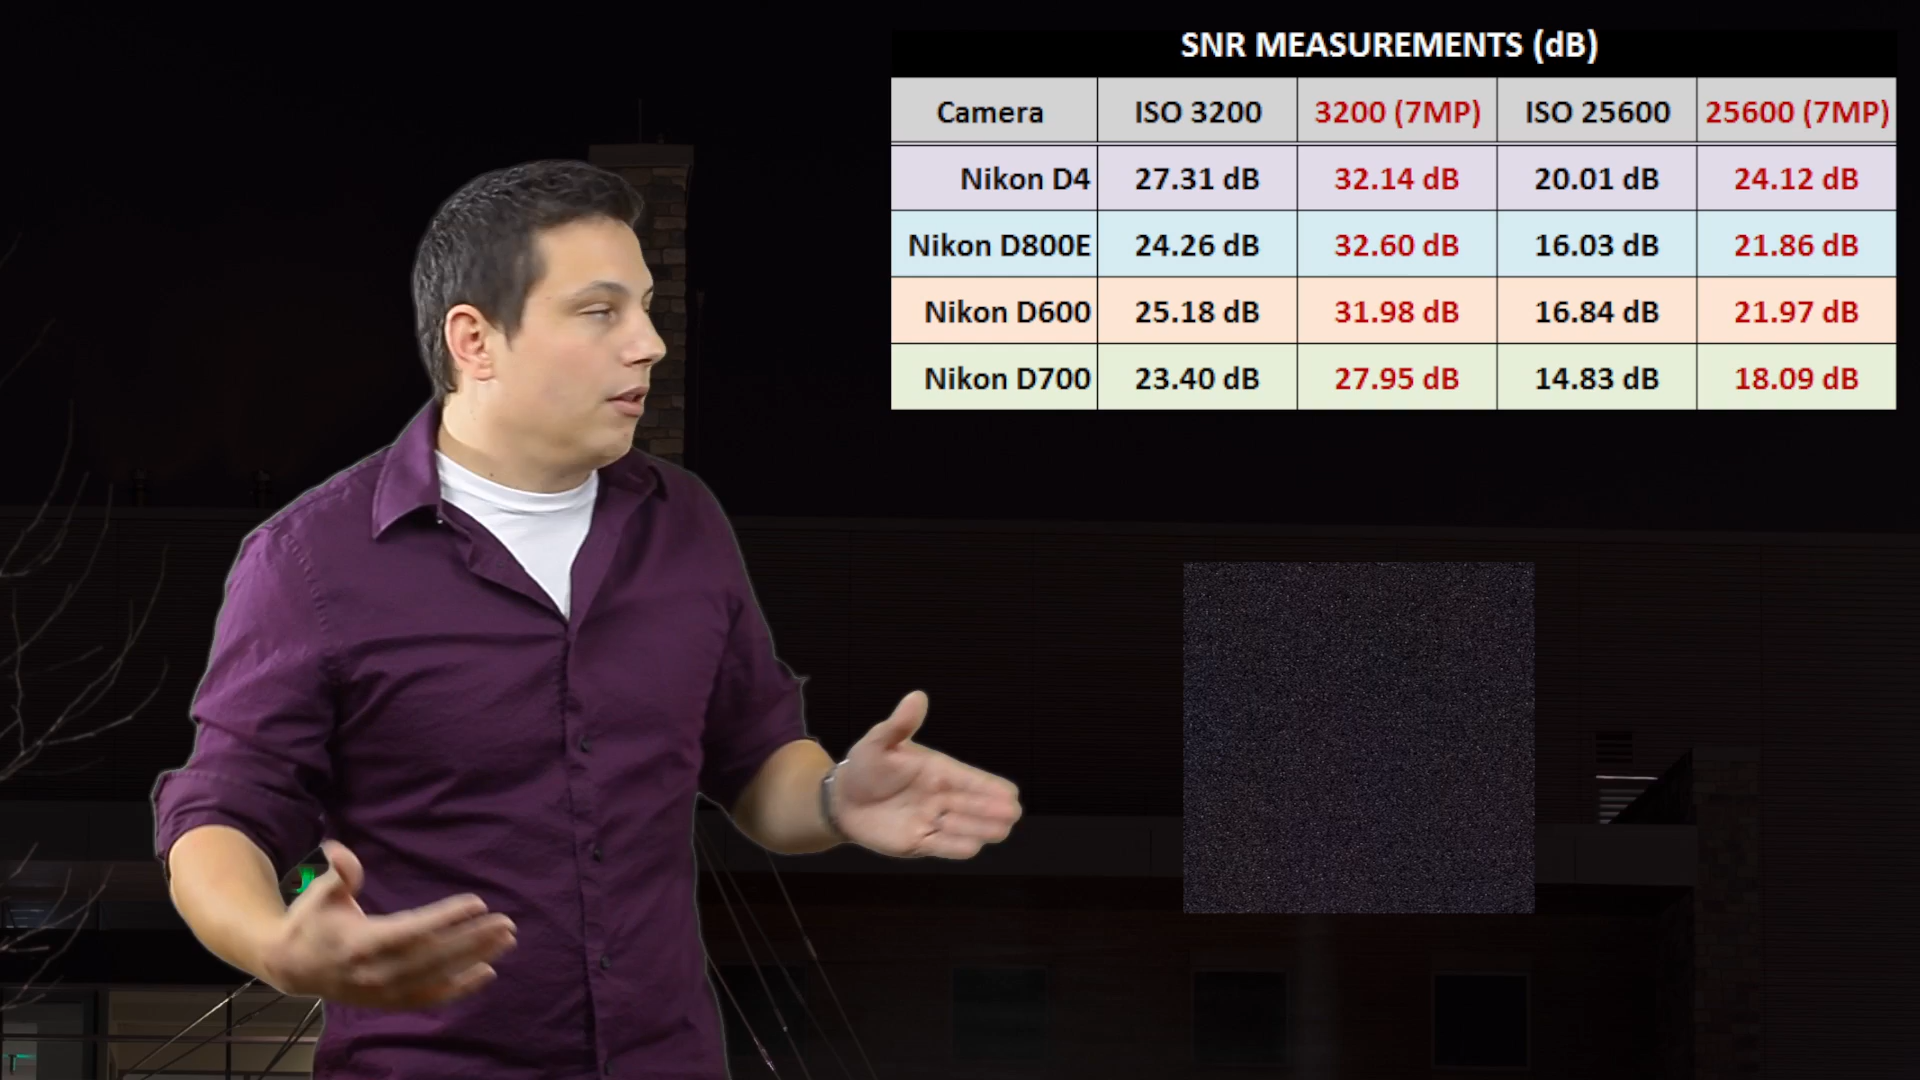 SNR MEASUREMENTS (dB)
Camera ISO 3200 3200 (7MP) ISO 25600 25600 (7MP)
Nikon D4 27.31 dB 32.14 dB 20.01 dB 24.12 dB
Nikon D800E 24.26 dB 32.60 dB 16.03 dB 21.86 dB
Nikon D600 25.18 dB 31.98 dB 16.84 dB 21.97 dB
Nikon D700 23.40 dB 27.95 dB 14.83 dB 18.09 dB